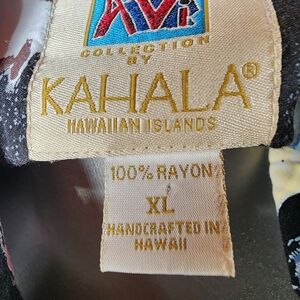 AVi
COLLECTION
BY
KAHALA®
HAWAIIAN ISLANDS
100% RAYON
XL
HANDCRAFTED IN
HAWAII